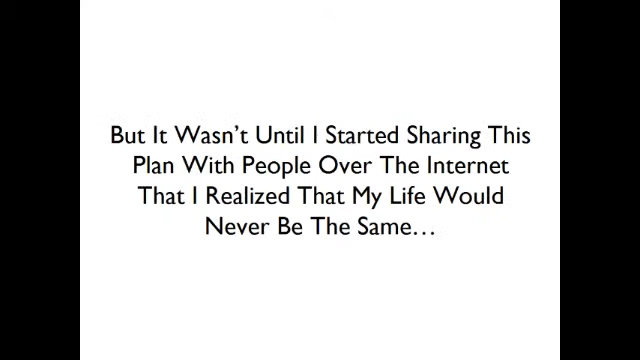 But It Wasn’t Until I Started Sharing This
Plan With People Over The Internet
That I Realized That My Life Would
Never Be The Same…